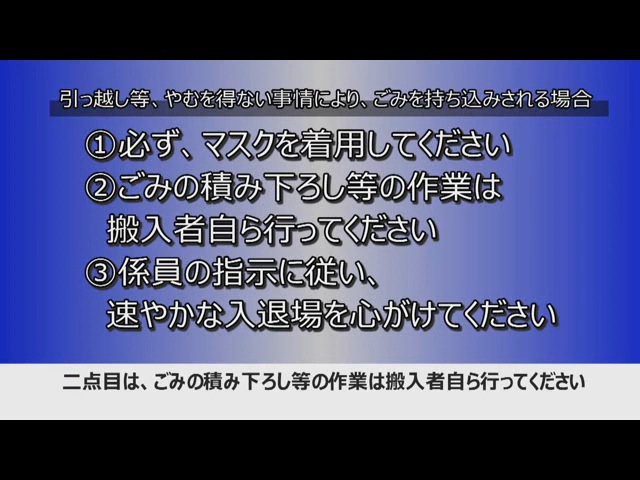 引っ越し等、やむを得ない事情により、ごみを持ち込みされる場合
①必ず、マスクを着用してください
②ごみの積み下ろし等の作業は
搬入者自ら行ってください
③係員の指示に従い、
速やかな入退場を心がけてください
二点目は、ごみの積み下ろし等の作業は搬入者自ら行ってください